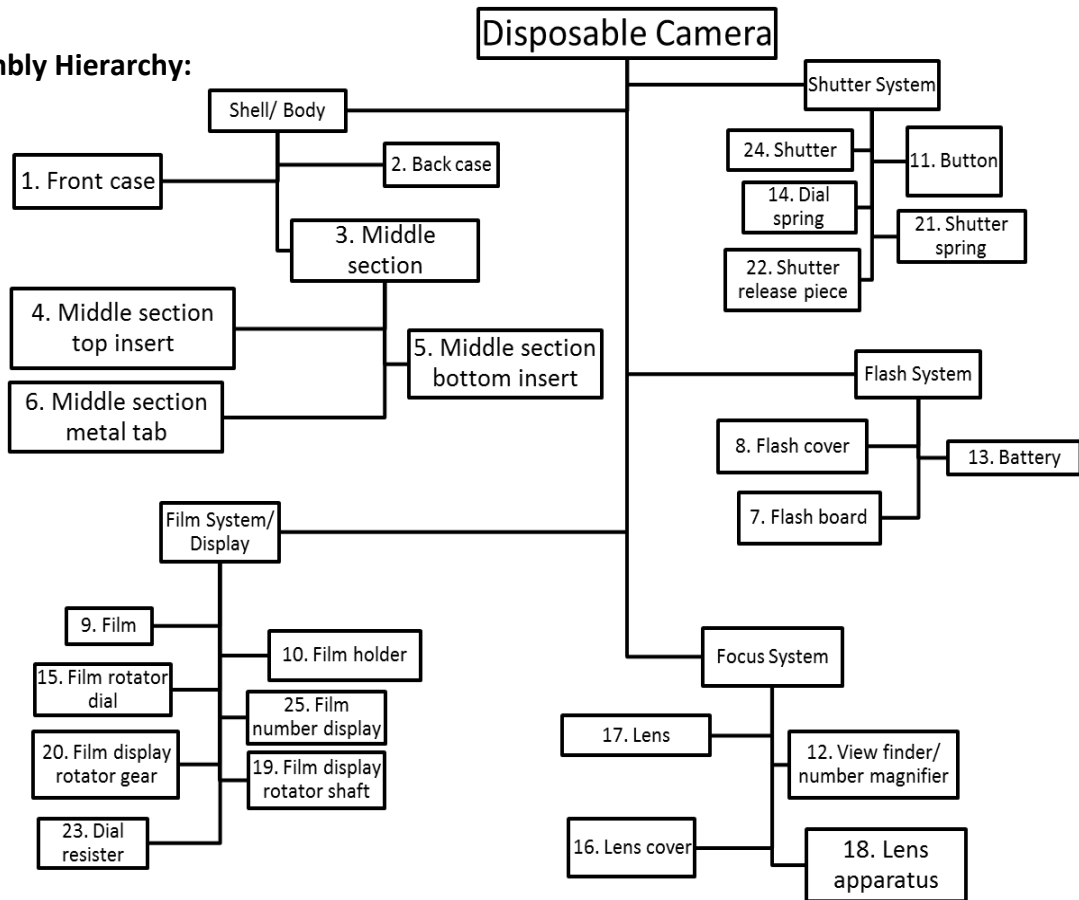 Disposable Camera
mbly Hierarchy:
Shell/ Body
1. Front case
2. Back case
3. Middle
section
4. Middle section
top insert
5. Middle section
bottom insert
6. Middle section
metal tab
Shutter System
24. Shutter
11. Button
14. Dial
spring
21. Shutter
spring
22. Shutter
release piece
Flash System
8. Flash cover
13. Battery
7. Flash board
Film System/
Display
9. Film
10. Film holder
15. Film rotator
dial
25. Film
number display
20. Film display
rotator gear
19. Film display
rotator shaft
23. Dial
resister
Focus System
17. Lens
12. View finder/
number magnifier
16. Lens cover
18. Lens
apparatus